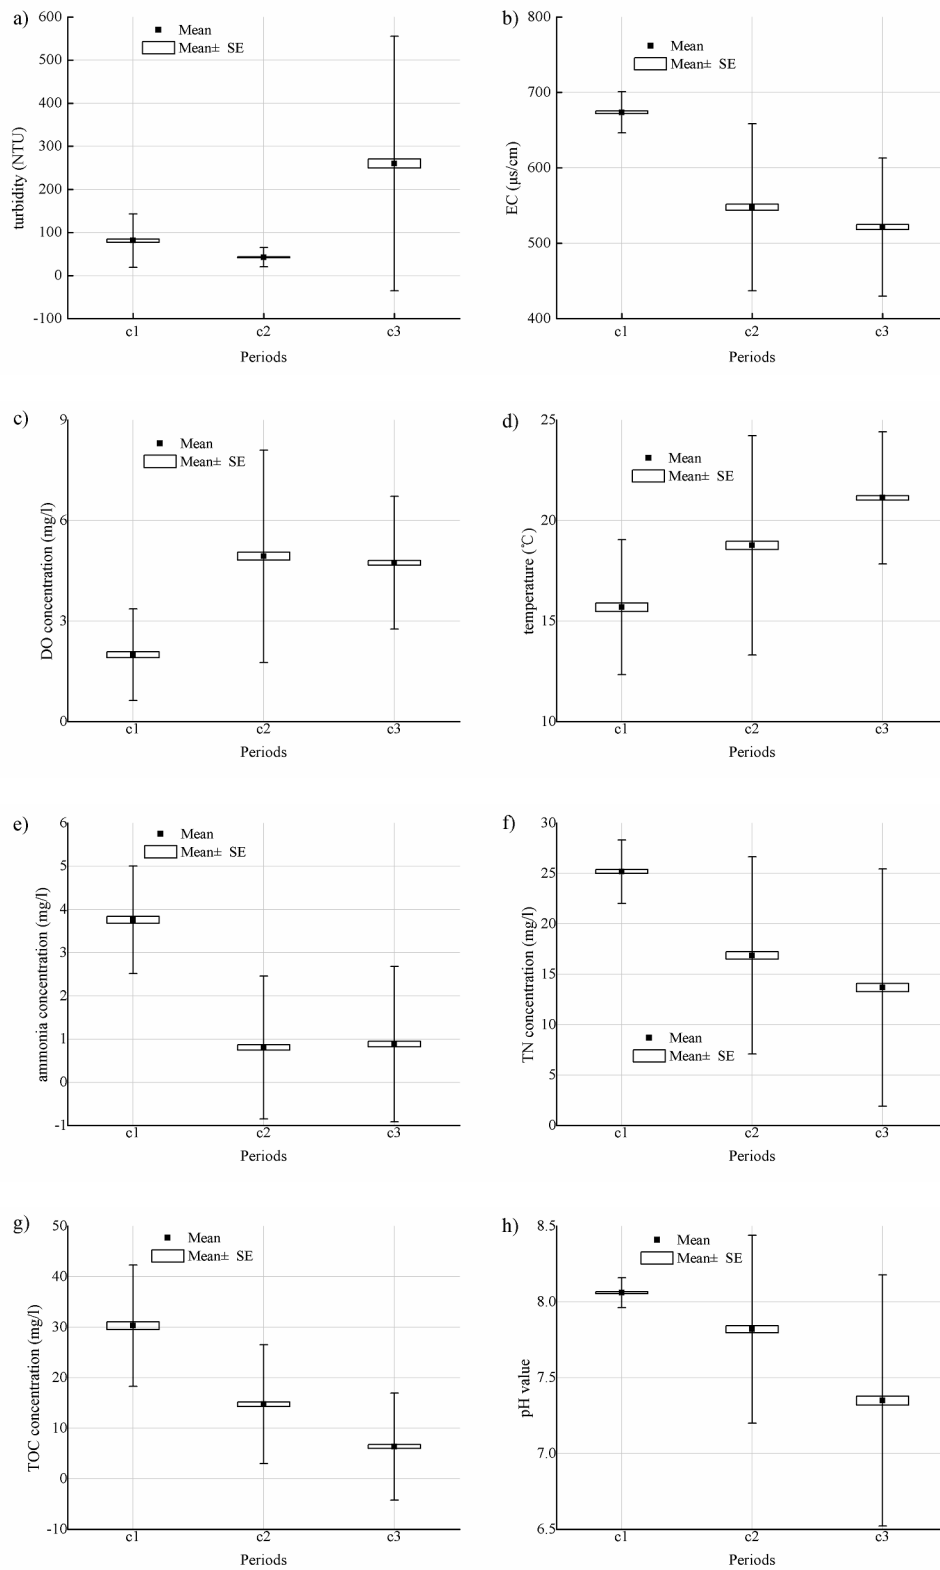 a)
600
500
400
300
200
100
0
-100
turbidity (NTU)
Mean
Mean± SE
c1 c2 c3
Periods
b)
800
700
600
500
400
EC (μs/cm)
Mean
Mean± SE
c1 c2 c3
Periods
c)
9
6
3
0
DO concentration (mg/l)
Mean
Mean± SE
c1 c2 c3
Periods
d)
25
20
15
10
temperature (℃)
Mean
Mean± SE
c1 c2 c3
Periods
e)
6
5
4
3
2
1
0
-1
ammonia concentration (mg/l)
Mean
Mean± SE
c1 c2 c3
Periods
f)
30
25
20
15
10
5
0
TN concentration (mg/l)
Mean
Mean± SE
c1 c2 c3
Periods
g)
50
40
30
20
10
0
-10
TOC concentration (mg/l)
Mean
Mean± SE
c1 c2 c3
Periods
h)
8.5
8.0
7.5
7.0
6.5
pH value
Mean
Mean± SE
c1 c2 c3
Periods